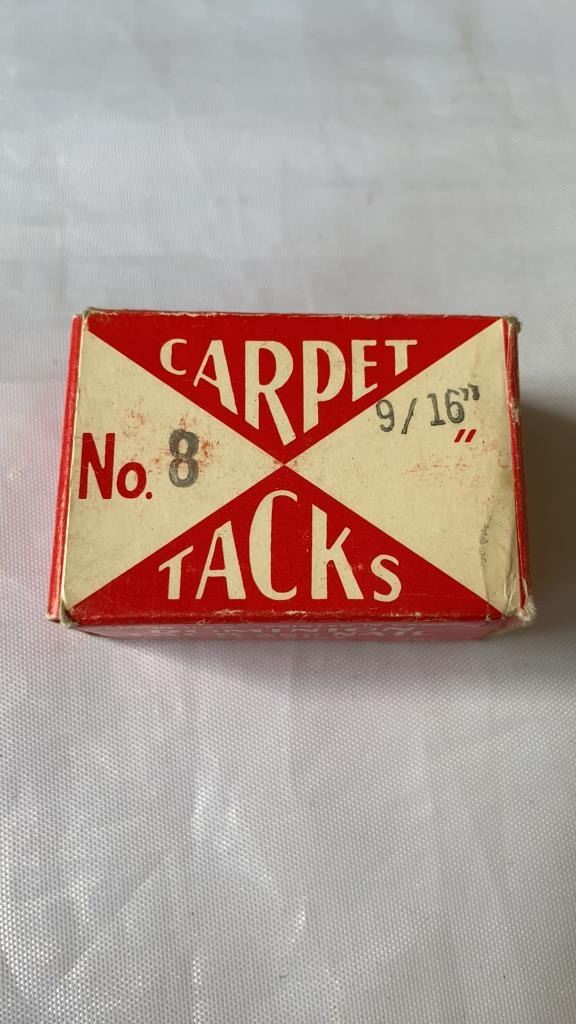 CARPET
No. 8
9/16" "
TACKS